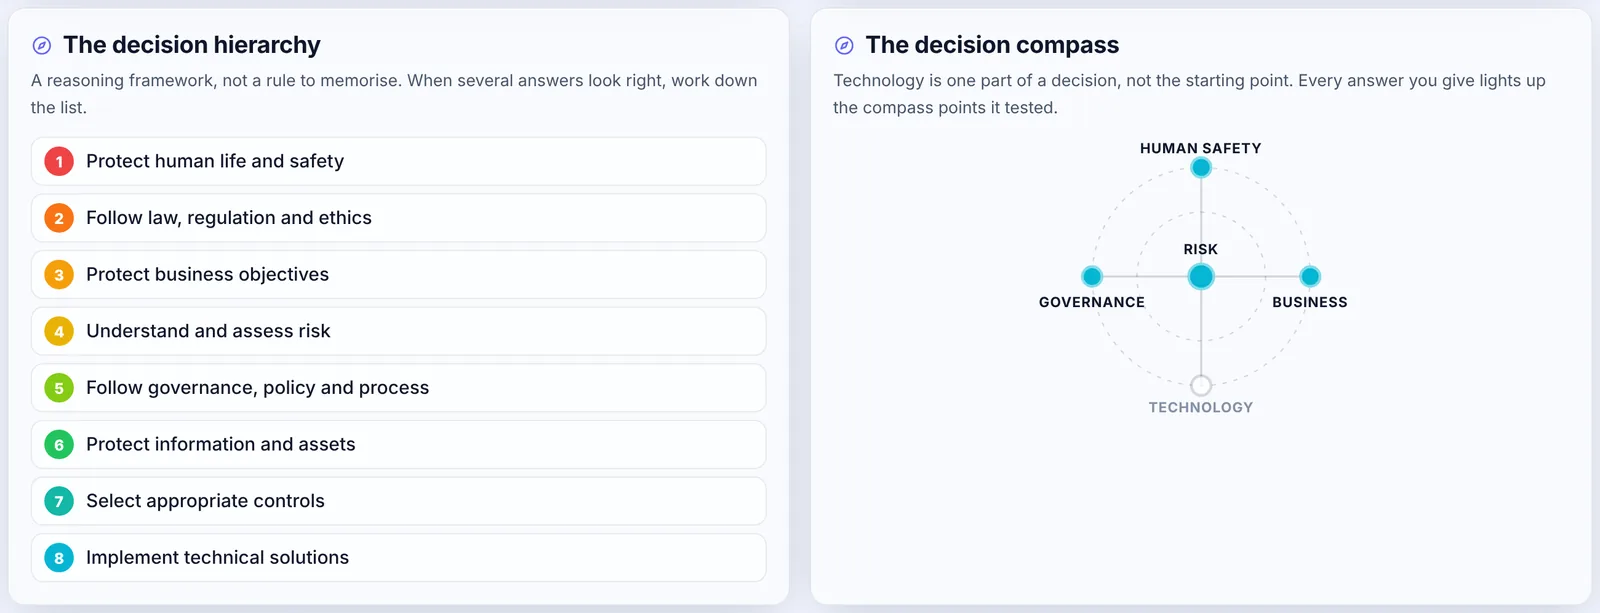 The decision hierarchy
A reasoning framework, not a rule to memorise. When several answers look right, work down
the list.
1 Protect human life and safety
2 Follow law, regulation and ethics
3 Protect business objectives
4 Understand and assess risk
5 Follow governance, policy and process
6 Protect information and assets
7 Select appropriate controls
8 Implement technical solutions
The decision compass
Technology is one part of a decision, not the starting point. Every answer you give lights up
the compass points it tested.
HUMAN SAFETY
RISK
GOVERNANCE
BUSINESS
TECHNOLOGY